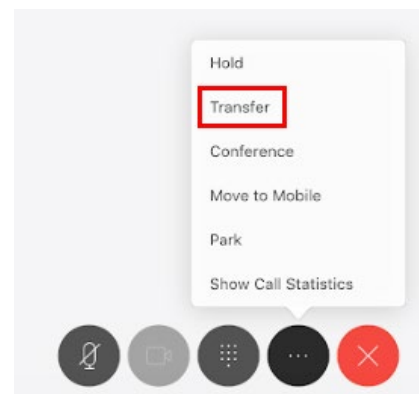 Hold
Transfer
Conference
Move to Mobile
Park
Show Call Statistics